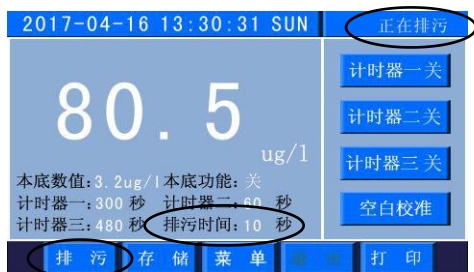 2017-04-16 13:30:31 SUN 正在排污
计时器一关
80.5
ug/l
计时器二关
计时器三关
本底数值:3.2ug/l 本底功能:关
计时器一:300 秒 计时器二:60 秒
计时器三:480 秒 排污时间:10 秒
空白校准
排 污 存 储 菜 单 打 印